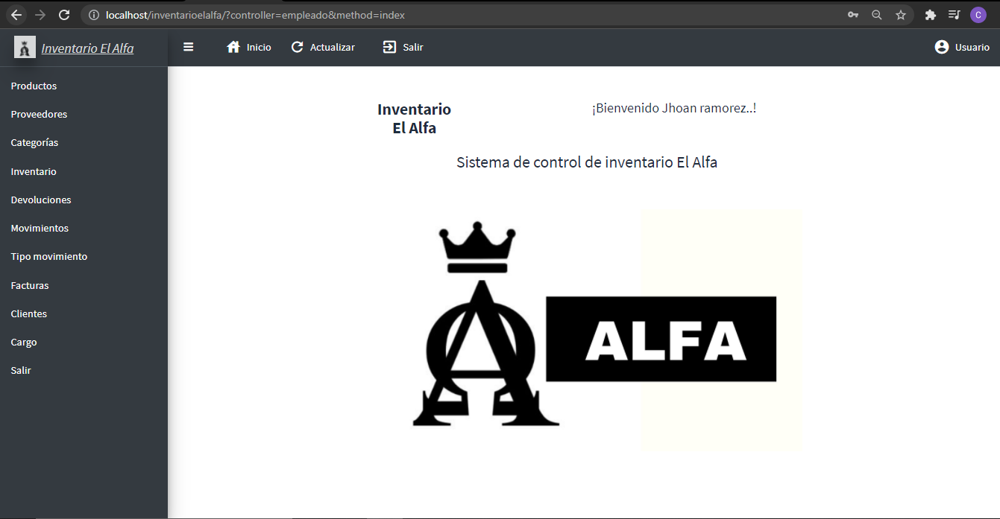 localhost/inventarioelalfa/?controller=empleado&method=index
C
Inventario El Alfa
Inicio
Actualizar
Salir
Usuario
Productos
Proveedores
Categorías
Inventario
Devoluciones
Movimientos
Tipo movimiento
Facturas
Clientes
Cargo
Salir
Inventario
El Alfa
¡Bienvenido Jhoan ramorez..!
Sistema de control de inventario El Alfa
ALFA